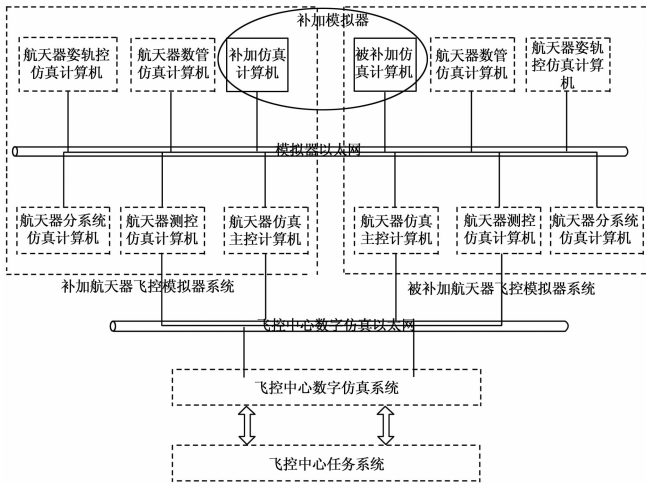 补加模拟器
航天器姿轨控
仿真计算机
航天器数管
仿真计算机
补加仿真
计算机
被补加仿
真计算机
航天器数管
仿真计算机
航天器姿轨
控仿真计算
机
模拟器以太网
航天器分系统
仿真计算机
航天器测控
仿真计算机
航天器仿真
主控计算机
航天器仿真
主控计算机
航天器测控
仿真计算机
航天器分系统
仿真计算机
补加航天器飞控模拟器系统
被补加航天器飞控模拟器系统
飞控中心数字仿真以太网
飞控中心数字仿真系统
飞控中心任务系统